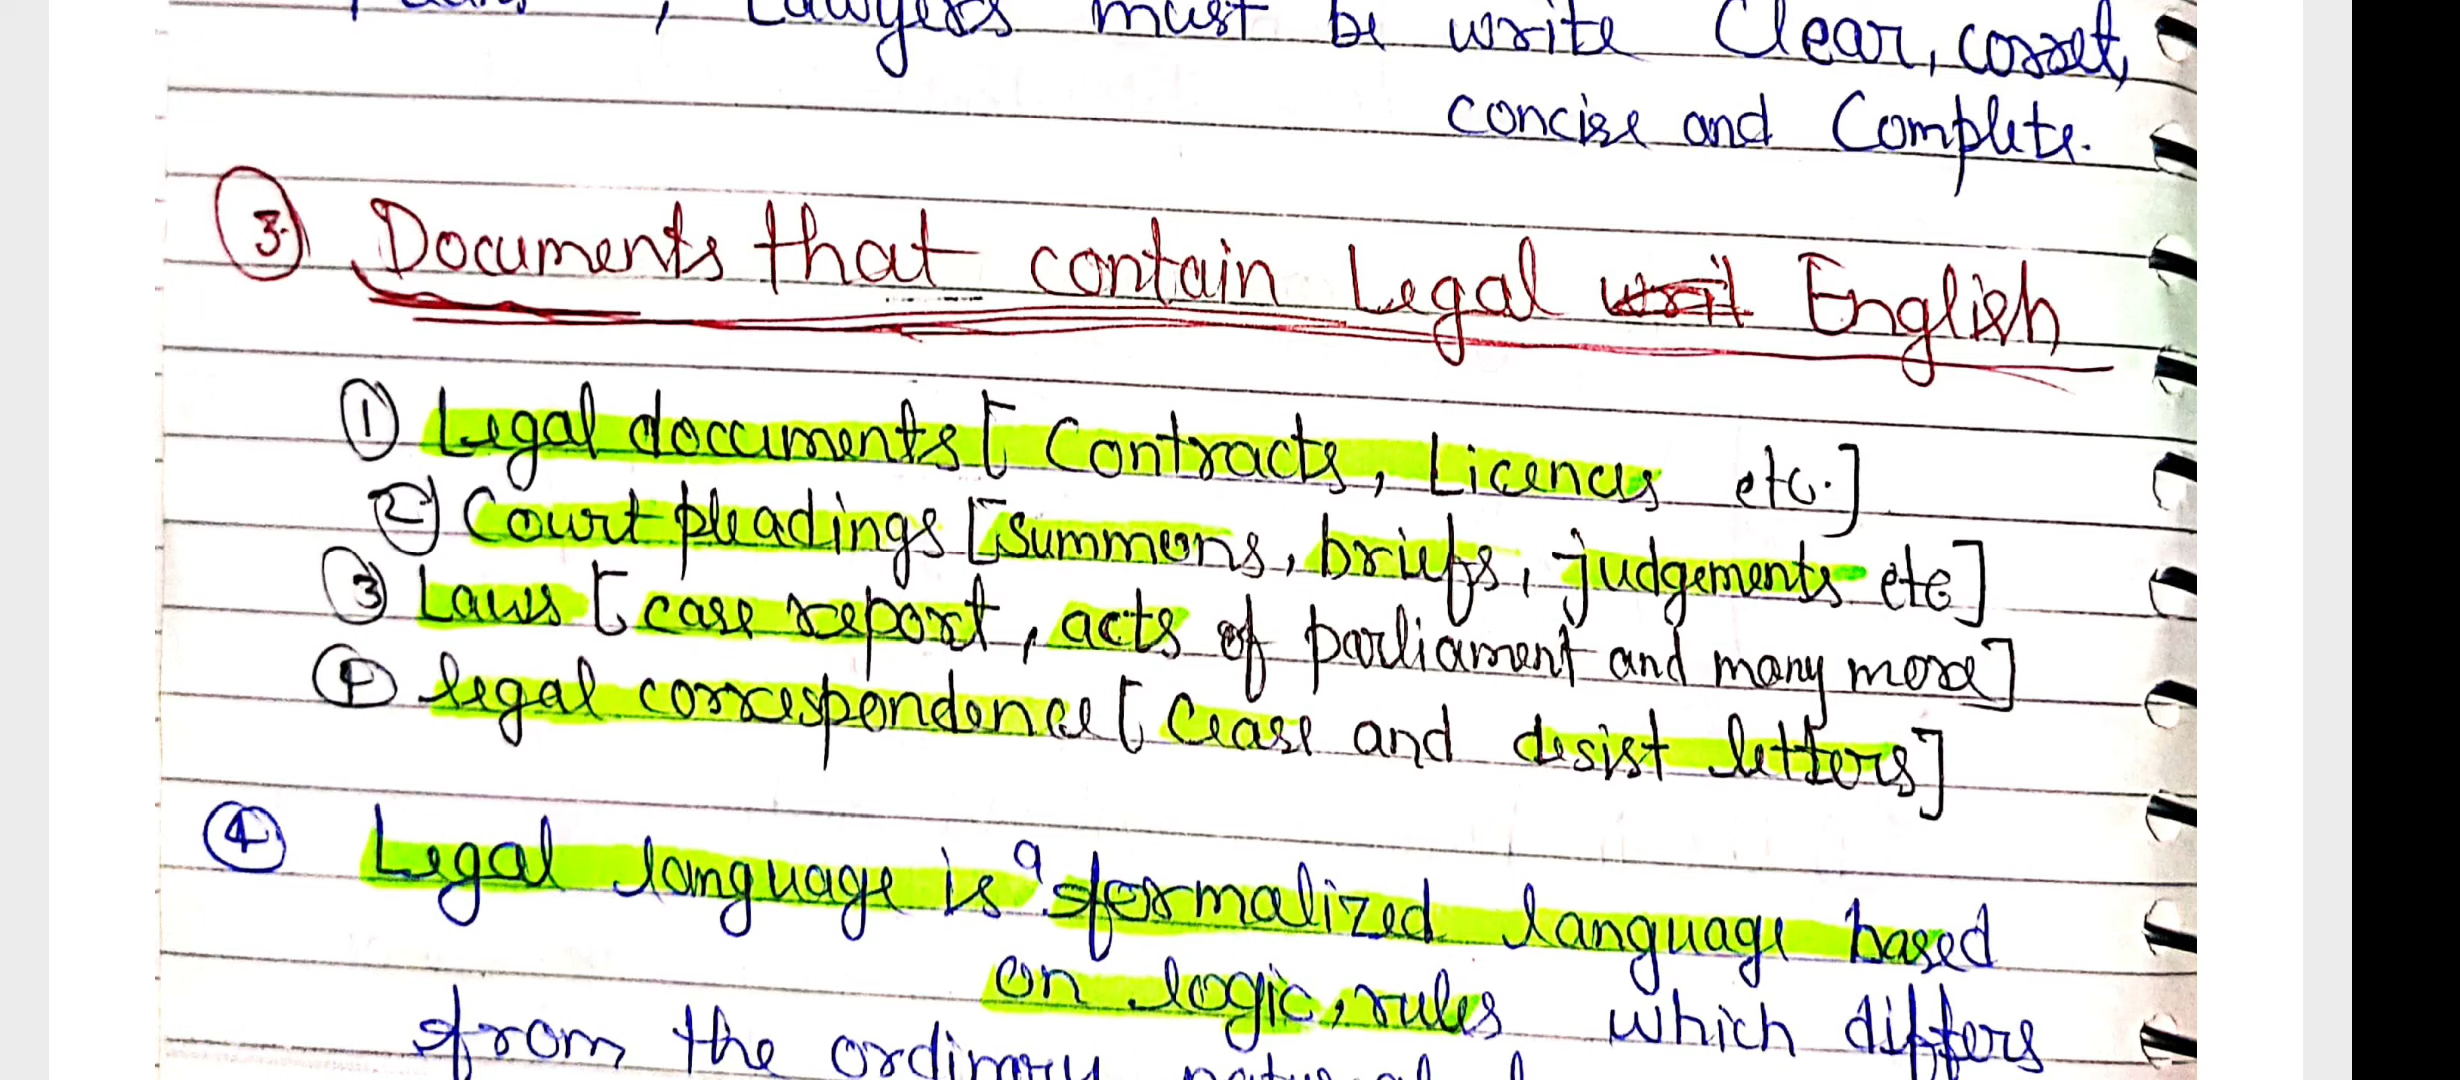 , Lawyers must be write Clear, corret,
concise and Complete.
3. Documents that contain Legal writ English
① Legal documents [ Contracts, Licences etc.]
② Court pleadings [summons, briefs, judgements etc]
③ Laws [ case report, acts of parliament and many more]
④ legal correspondence [ Cease and desist letters]
④ Legal language is a formalized language based
on logic, rules which differs
from the ordinary natural